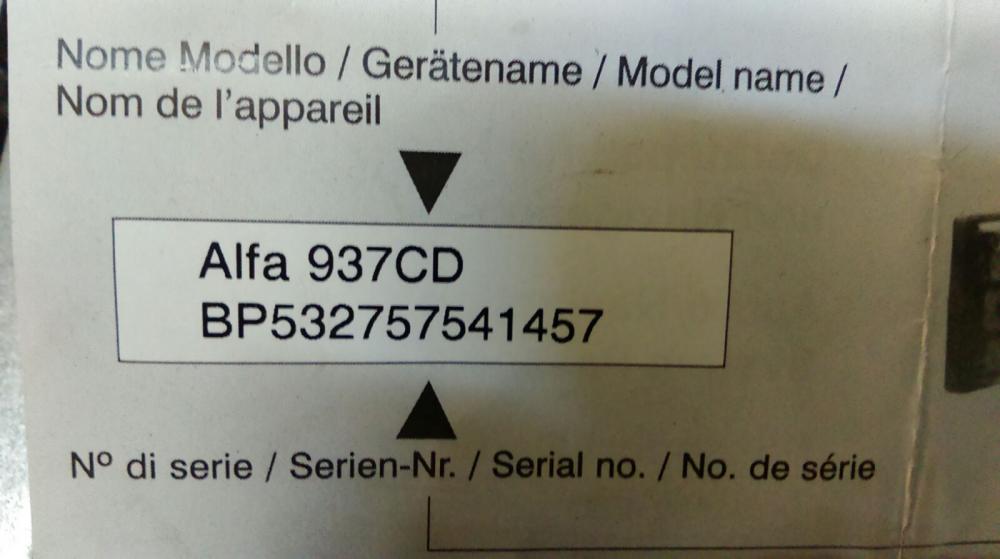 Nome Modello / Gerätename / Model name /
Nom de l'appareil
Alfa 937CD
BP532757541457
Nº di serie / Serien-Nr. / Serial no. / No. de série